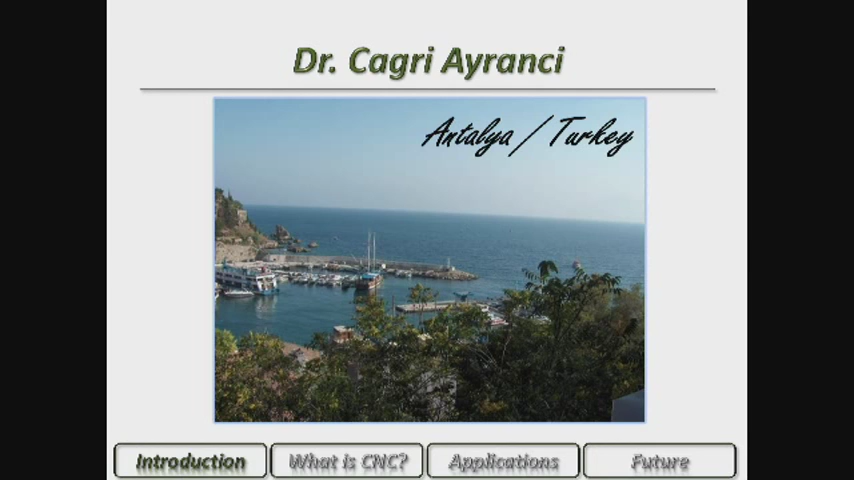 Dr. Cagri Ayranci
Antalya / Turkey
Introduction
What is CNC?
Applications
Future